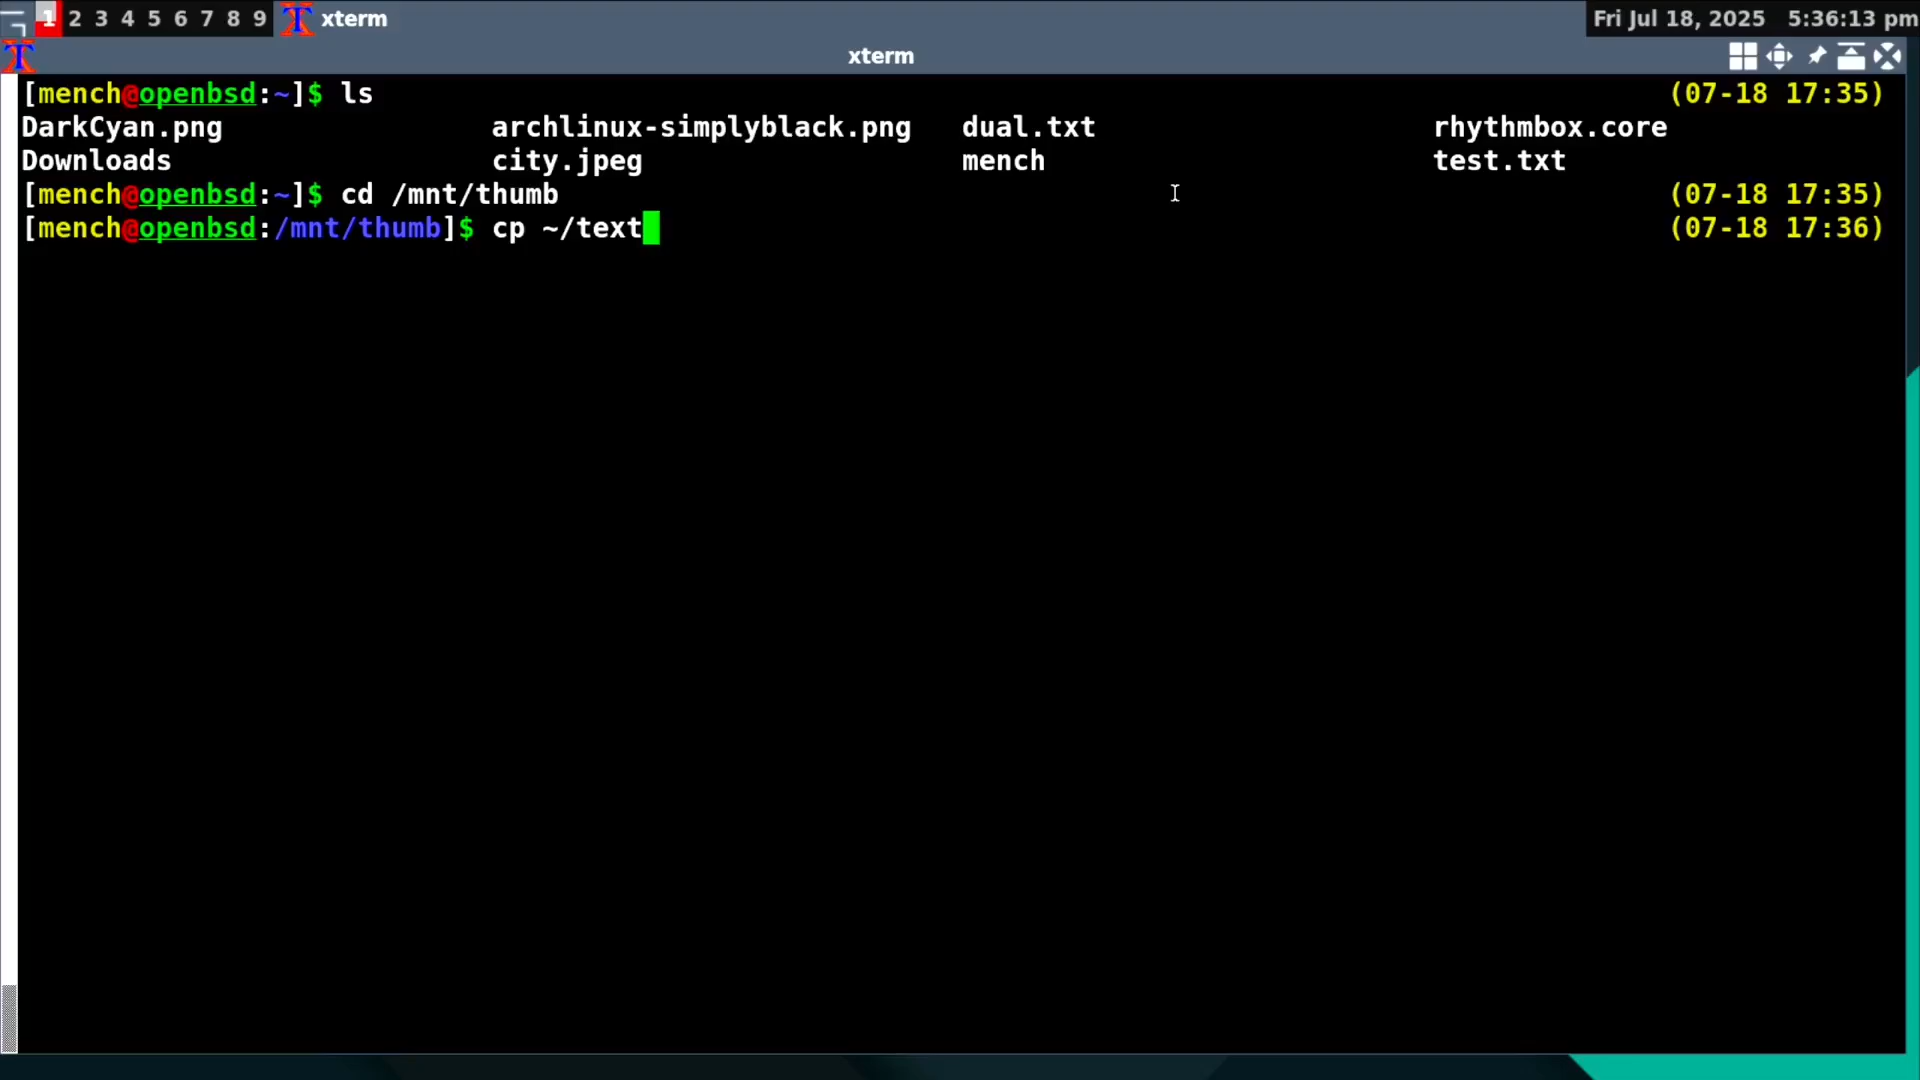 1 2 3 4 5 6 7 8 9 xterm Fri Jul 18, 2025 5:36:13 pm
xterm
[mench@openbsd:~]$ ls (07-18 17:35)
DarkCyan.png archlinux-simplyblack.png dual.txt rhythmbox.core
Downloads city.jpeg mench test.txt
[mench@openbsd:~]$ cd /mnt/thumb (07-18 17:35)
[mench@openbsd:/mnt/thumb]$ cp ~/text (07-18 17:36)